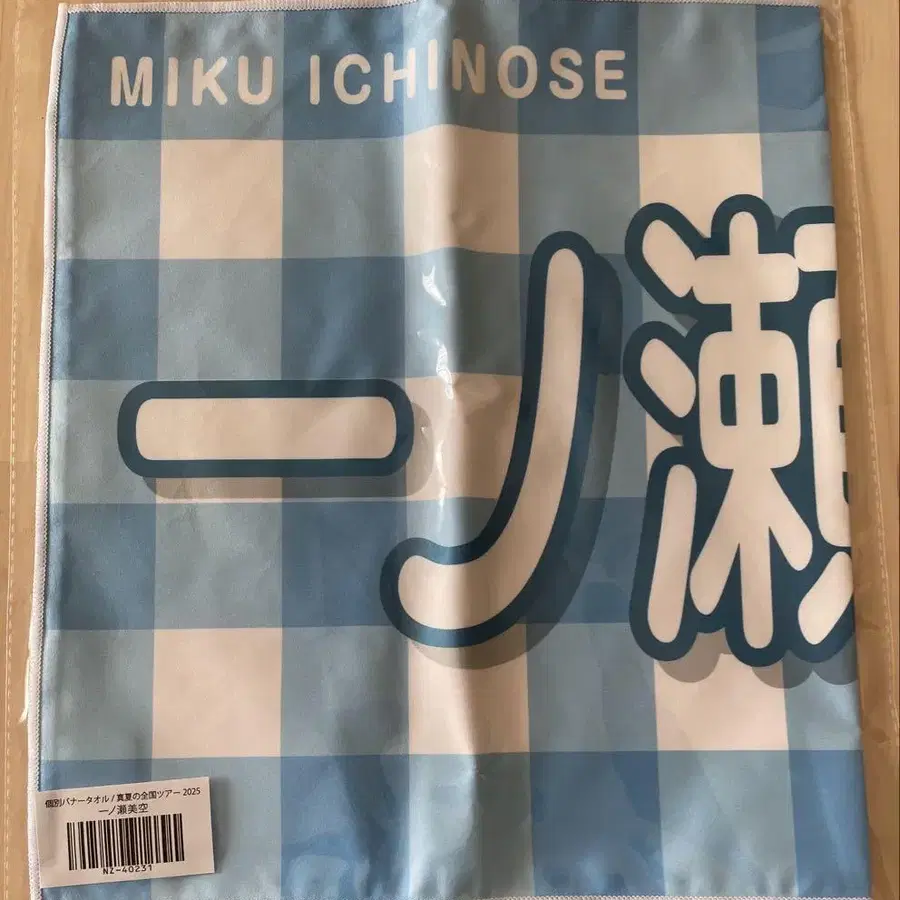 MIKU ICHINOSE
一ノ瀬
個別バナータオル / 真夏の全国ツアー 2025
一ノ瀬美空
NZ-40231